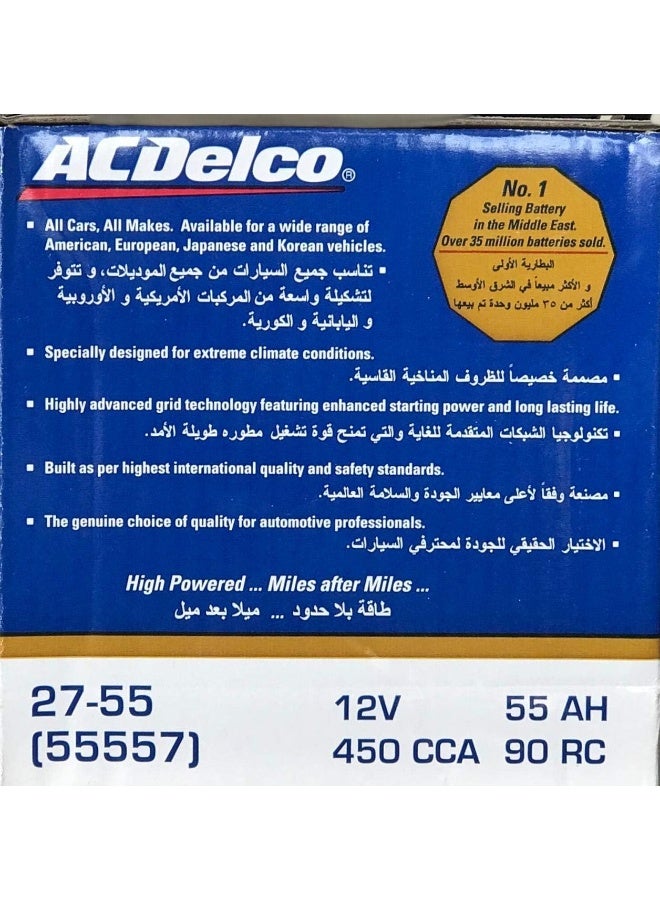 ACDelco®
No. 1
Selling Battery
in the Middle East.
Over 35 million batteries sold.
البطارية الأولى
و الأكثر مبيعاً في الشرق الأوسط
أكثر من ٣٥ مليون وحدة تم بيعها
▪ All Cars, All Makes. Available for a wide range of
American, European, Japanese and Korean vehicles.
▪ تناسب جميع السيارات من جميع الموديلات، و تتوفر
لتشكيلة واسعة من المركبات الأمريكية و الأوروبية
و اليابانية و الكورية.
▪ Specially designed for extreme climate conditions.
▪ مصممة خصيصاً للظروف المناخية القاسية.
▪ Highly advanced grid technology featuring enhanced starting power and long lasting life.
▪ تكنولوجيا الشبكات المتقدمة للغاية والتي تمنح قوة تشغيل مطوره طويلة الأمد.
▪ Built as per highest international quality and safety standards.
▪ مصنعة وفقاً لأعلى معايير الجودة والسلامة العالمية.
▪ The genuine choice of quality for automotive professionals.
▪ الاختيار الحقيقي للجودة لمحترفي السيارات.
High Powered ... Miles after Miles ...
طاقة بلا حدود ... ميلا بعد ميل
27-55 12V 55 AH
(55557) 450 CCA 90 RC